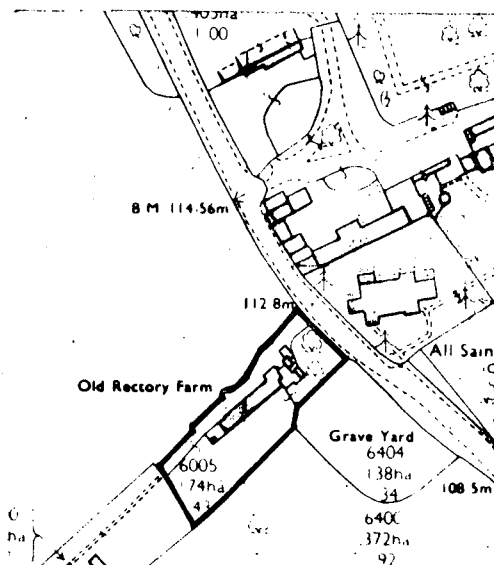 1 00
B M 114·56m
112 8m
All Sain
Old Rectory Farm
Grave Yard
6404
138ha
34
6005
174ha
108 5m
372ha
92
ha